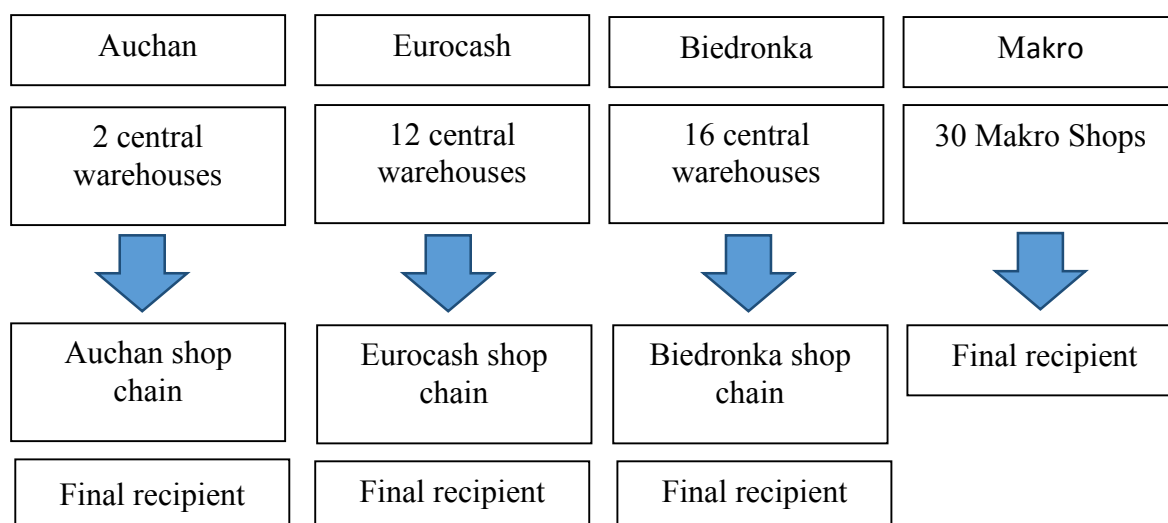 Auchan
Eurocash
Biedronka
Makro
2 central
warehouses
12 central
warehouses
16 central
warehouses
30 Makro Shops
Auchan shop
chain
Eurocash shop
chain
Biedronka shop
chain
Final recipient
Final recipient
Final recipient
Final recipient